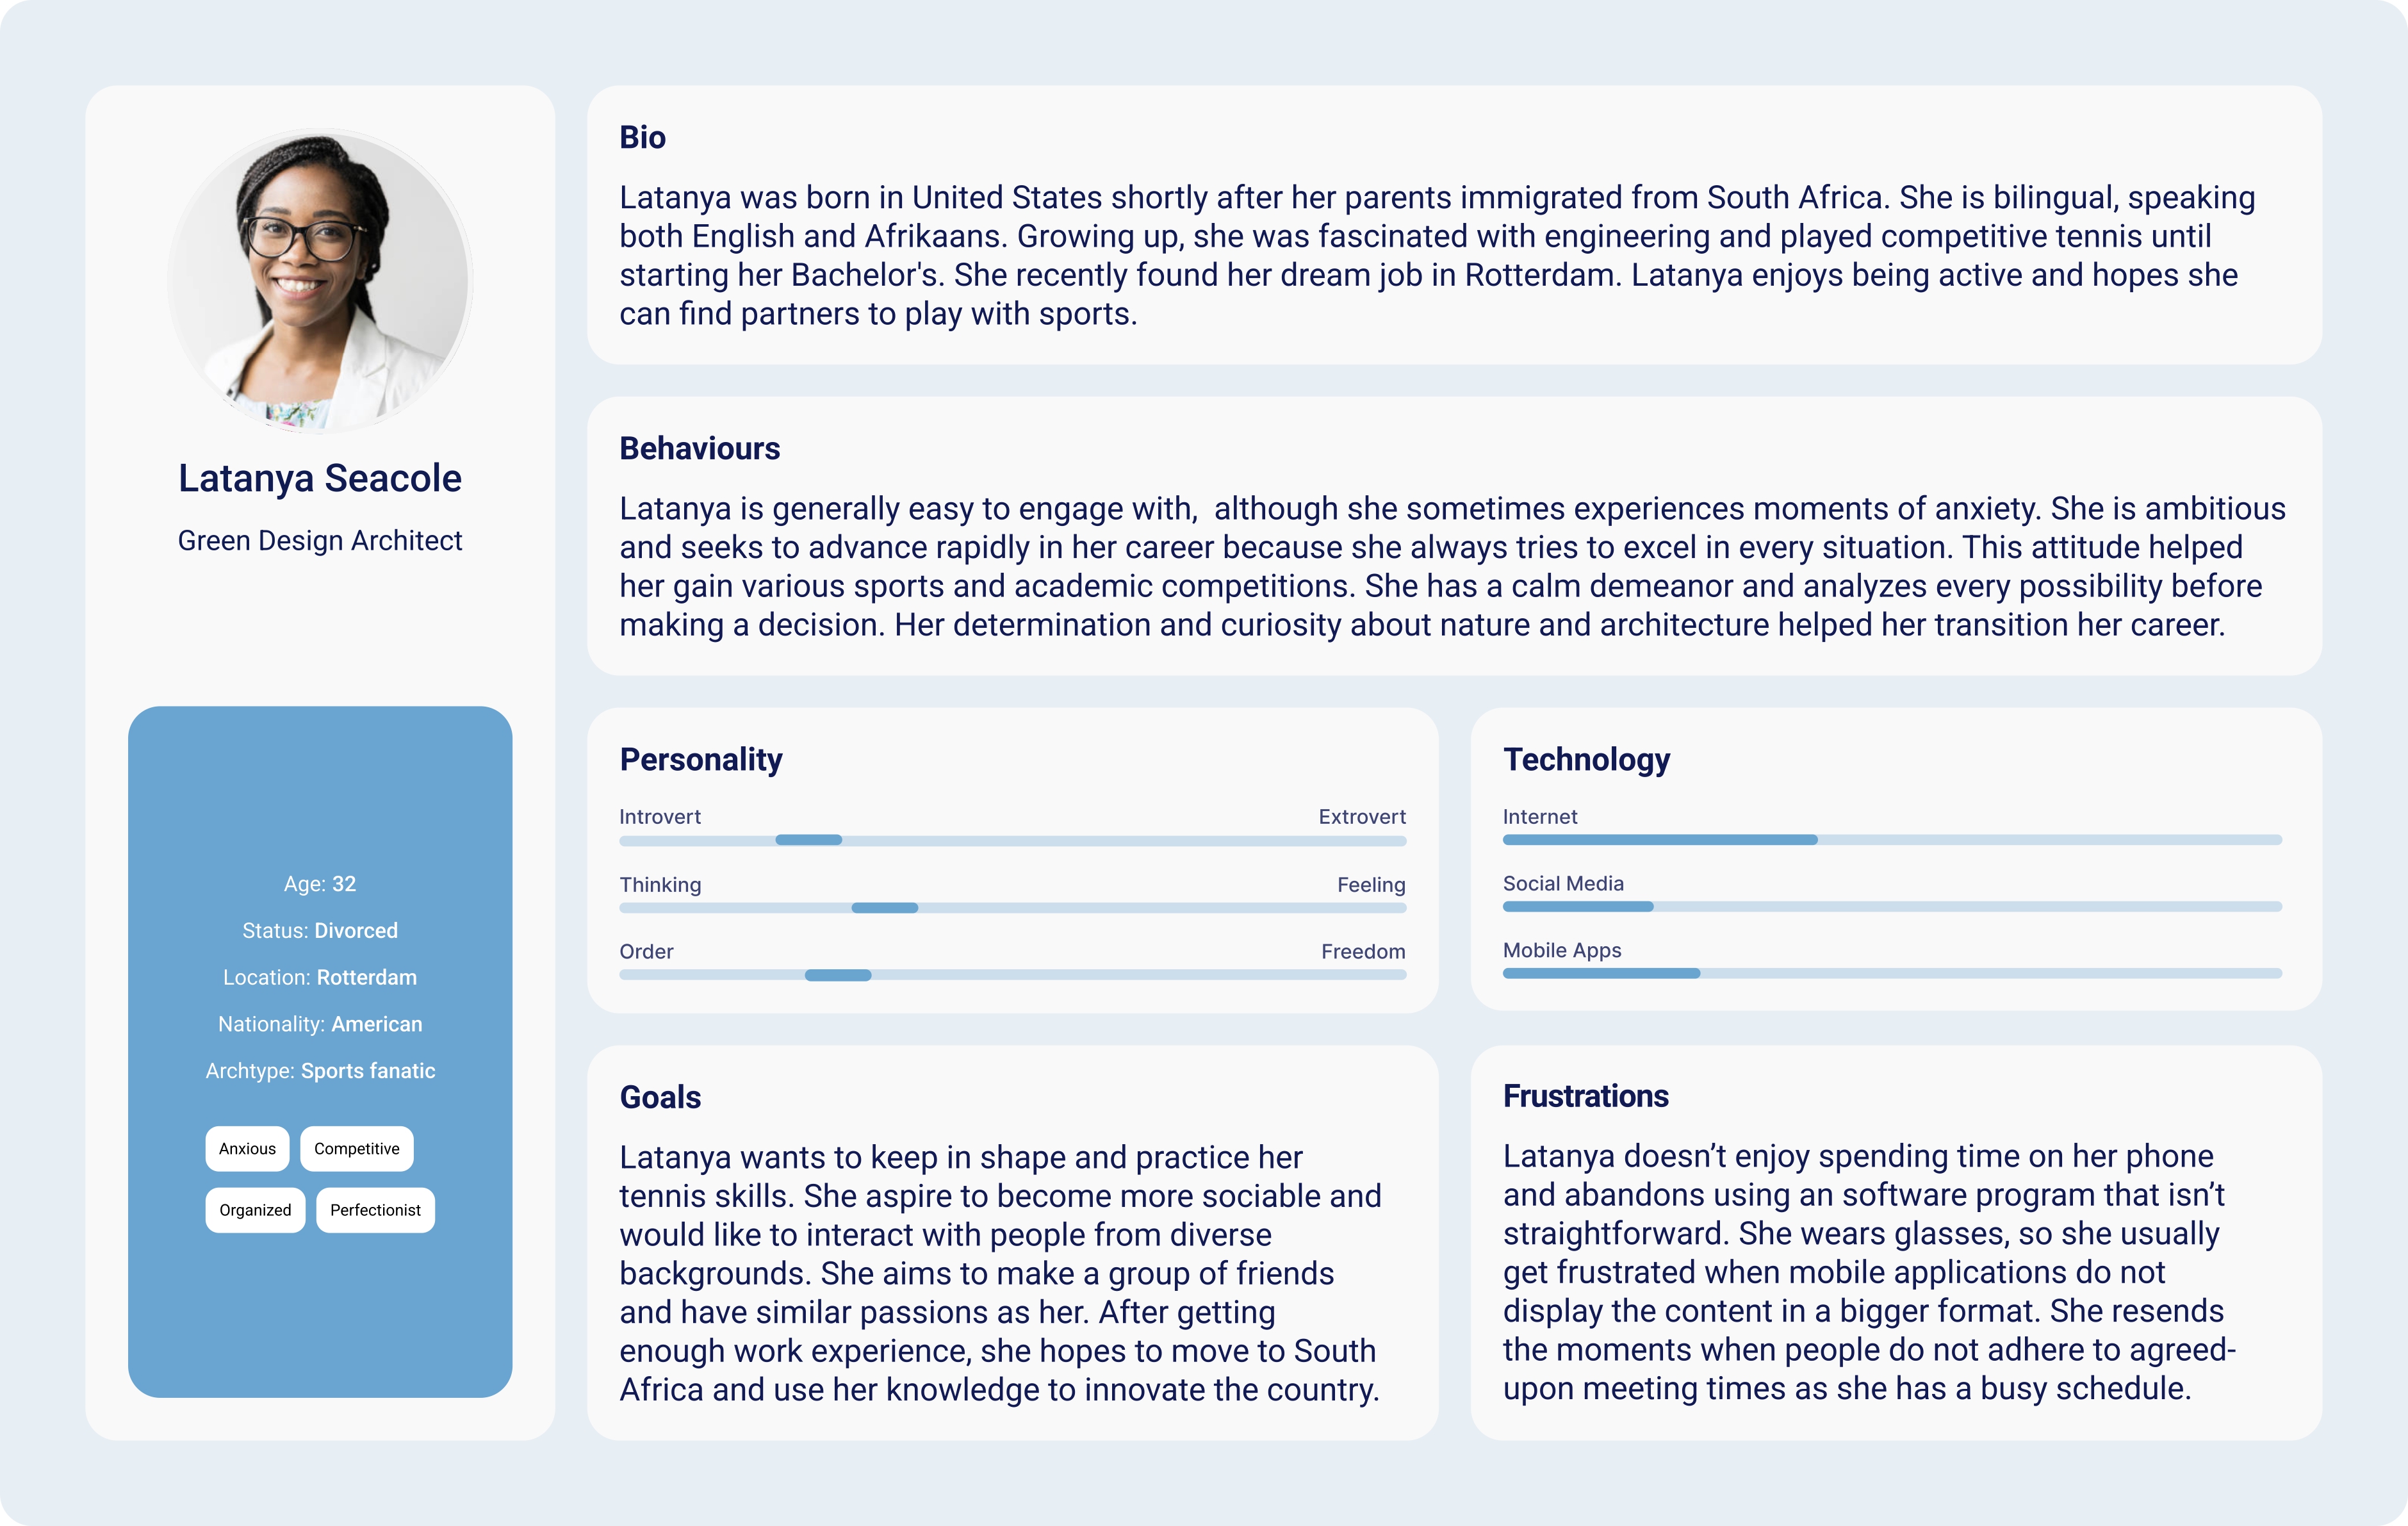 Latanya Seacole
Green Design Architect
Age: 32
Status: Divorced
Location: Rotterdam
Nationality: American
Archtype: Sports fanatic
Anxious
Competitive
Organized
Perfectionist
Bio
Latanya was born in United States shortly after her parents immigrated from South Africa. She is bilingual, speaking
both English and Afrikaans. Growing up, she was fascinated with engineering and played competitive tennis until
starting her Bachelor's. She recently found her dream job in Rotterdam. Latanya enjoys being active and hopes she
can find partners to play with sports.
Behaviours
Latanya is generally easy to engage with,  although she sometimes experiences moments of anxiety. She is ambitious
and seeks to advance rapidly in her career because she always tries to excel in every situation. This attitude helped
her gain various sports and academic competitions. She has a calm demeanor and analyzes every possibility before
making a decision. Her determination and curiosity about nature and architecture helped her transition her career.
Personality
Introvert Extrovert
Thinking Feeling
Order Freedom
Technology
Internet
Social Media
Mobile Apps
Goals
Latanya wants to keep in shape and practice her
tennis skills. She aspire to become more sociable and
would like to interact with people from diverse
backgrounds. She aims to make a group of friends
and have similar passions as her. After getting
enough work experience, she hopes to move to South
Africa and use her knowledge to innovate the country.
Frustrations
Latanya doesn’t enjoy spending time on her phone
and abandons using an software program that isn’t
straightforward. She wears glasses, so she usually
get frustrated when mobile applications do not
display the content in a bigger format. She resends
the moments when people do not adhere to agreed-
upon meeting times as she has a busy schedule.